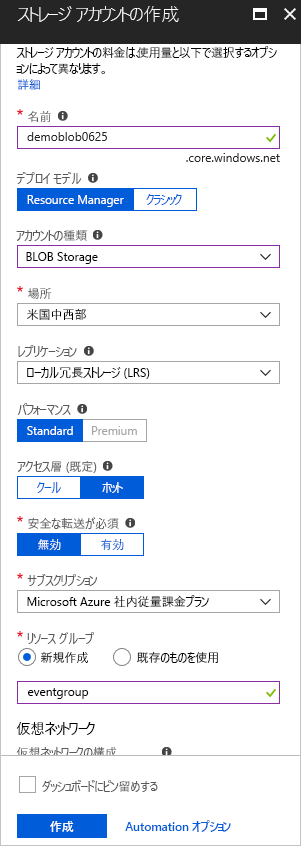 ストレージ アカウントの作成
ストレージ アカウントの料金は、使用量と以下で選択するオプシ
ョンによって異なります。
詳細
* 名前
demoblob0625
.core.windows.net
デプロイ モデル
Resource Manager クラシック
アカウントの種類
BLOB Storage
* 場所
米国中西部
レプリケーション
ローカル冗長ストレージ (LRS)
パフォーマンス
Standard Premium
アクセス層 (既定)
クール ホット
* 安全な転送が必須
無効 有効
* サブスクリプション
Microsoft Azure 社内従量課金プラン
* リソース グループ
新規作成 既存のものを使用
eventgroup
仮想ネットワーク
仮想ネットワークの構成
ダッシュボードにピン留めする
作成 Automation オプション